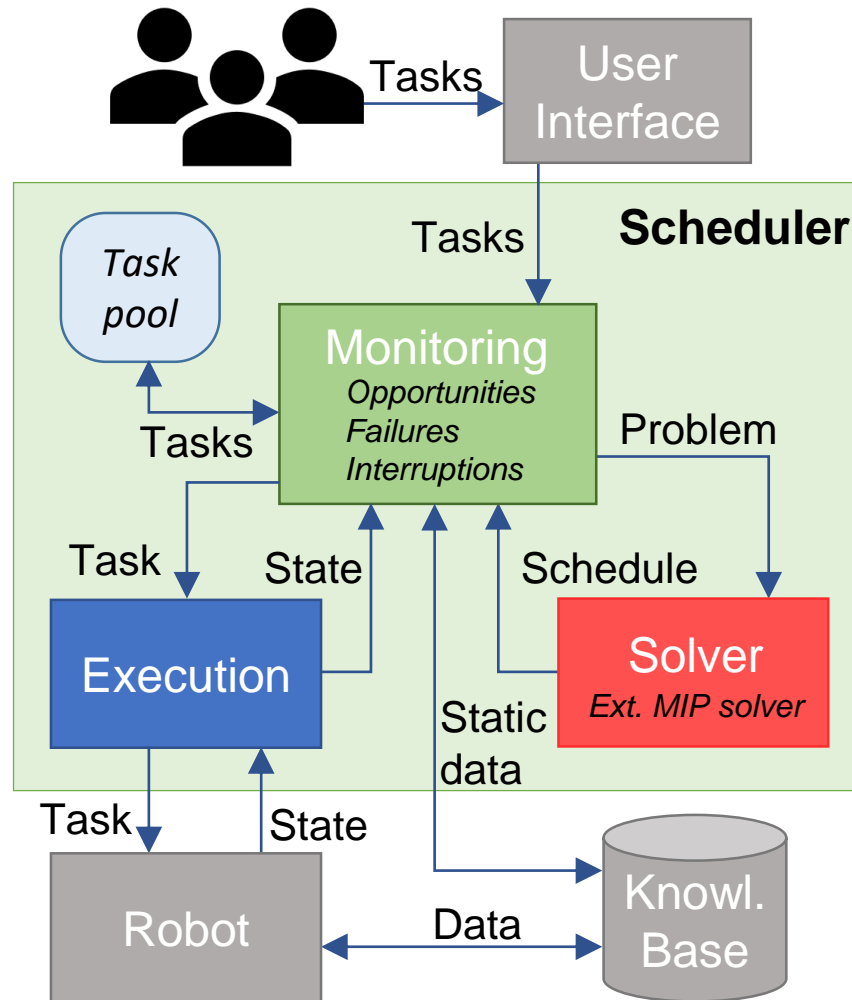 Tasks
User
Interface
Scheduler
Tasks
Task
pool
Monitoring
Opportunities
Failures
Interruptions
Tasks
Problem
Task
State
Schedule
Execution
Solver
Ext. MIP solver
Static
data
Task
State
Robot
Data
Knowl.
Base